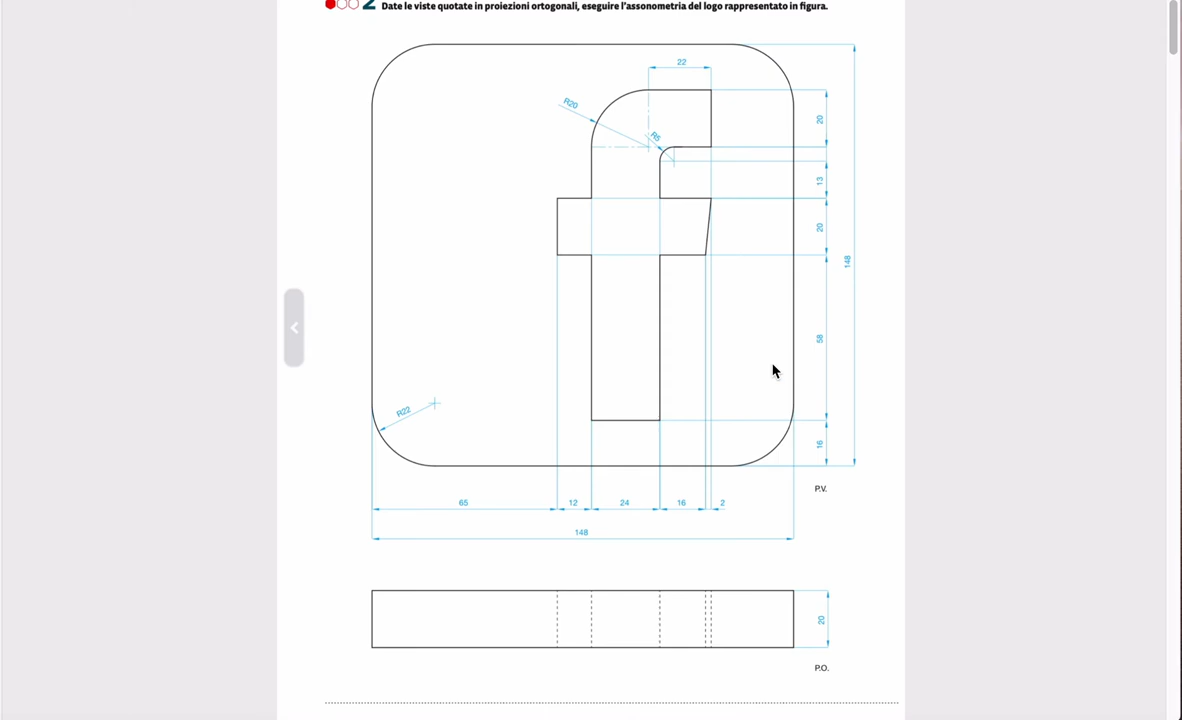 2 Date le viste quotate in proiezioni ortogonali, eseguire l'assonometria del logo rappresentato in figura.
22
R20
R5
20
13
20
148
58
R22
16
P.V.
65 12 24 16 2
148
20
P.O.